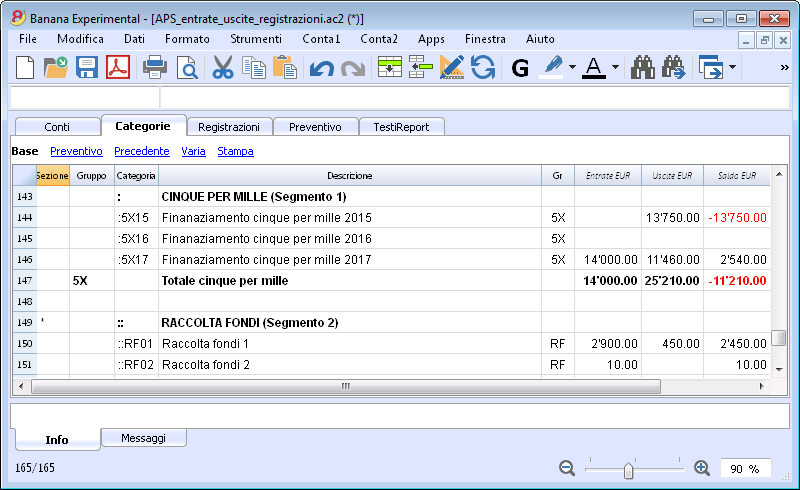 Banana Experimental - [APS_entrate_uscite_registrazioni.ac2 (*)]
File Modifica Dati Formato Strumenti Conta1 Conta2 Apps Finestra Aiuto
G A »
Conti Categorie Registrazioni Preventivo TestiReport
Base Preventivo Precedente Varia Stampa
Sezione Gruppo Categoria Descrizione Gr Entrate EUR Uscite EUR Saldo EUR
143 : CINQUE PER MILLE (Segmento 1)
144 :5X15 Finanaziamento cinque per mille 2015 5X 13'750.00 -13'750.00
145 :5X16 Finanaziamento cinque per mille 2016 5X
146 :5X17 Finanaziamento cinque per mille 2017 5X 14'000.00 11'460.00 2'540.00
147 5X Totale cinque per mille 14'000.00 25'210.00 -11'210.00
148
149 * :: RACCOLTA FONDI (Segmento 2)
150 ::RF01 Raccolta fondi 1 RF 2'900.00 450.00 2'450.00
151 ::RF02 Raccolta fondi 2 RF 10.00 10.00
Info Messaggi
165/165 90 %